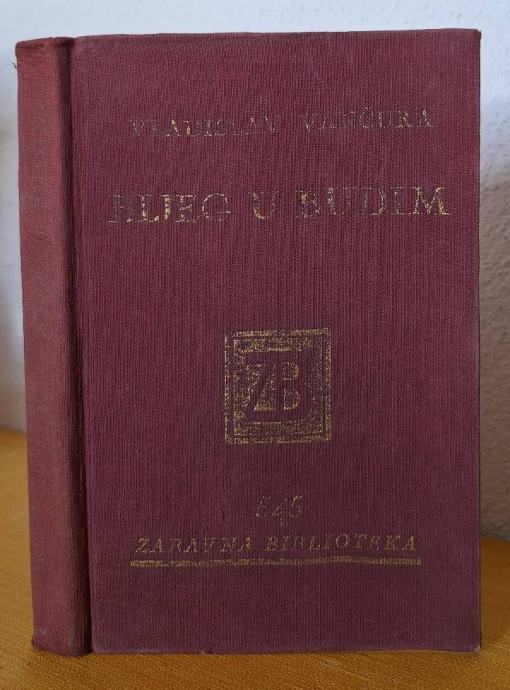 VLADISLAV VANČURA
BIJEG U BUDIM
ZB
545
ZABAVNA BIBLIOTEKA